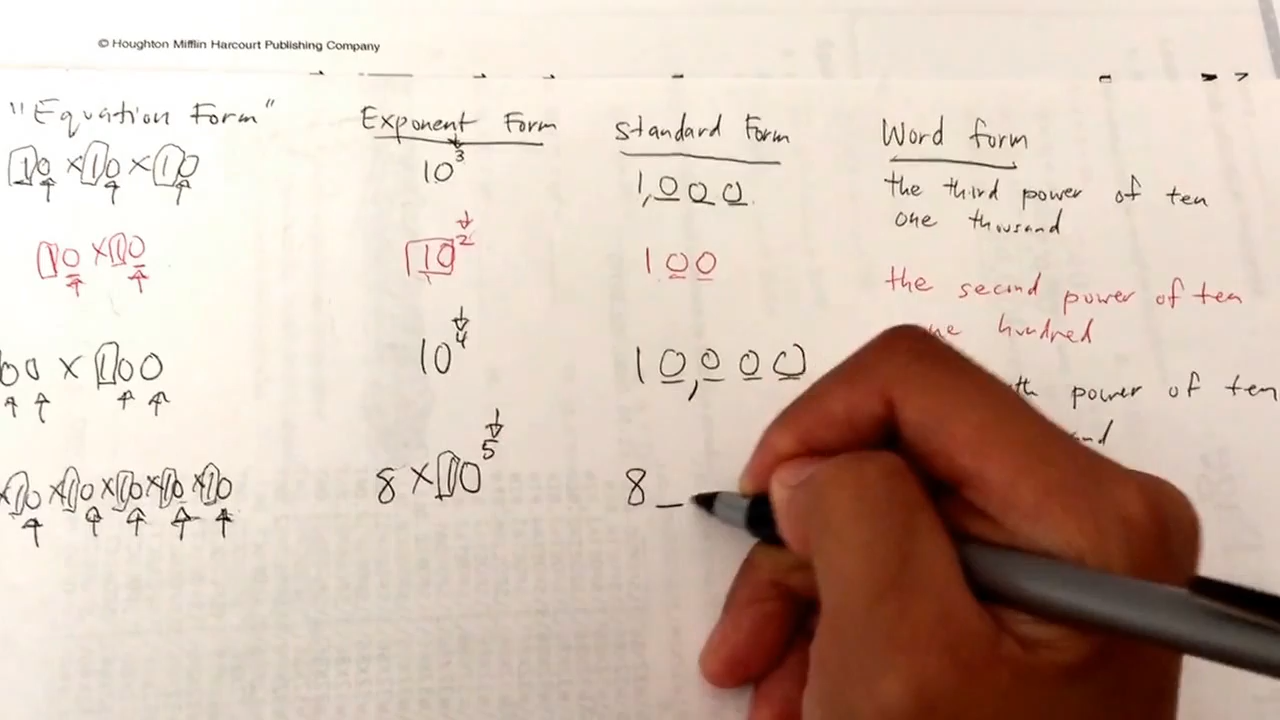 © Houghton Mifflin Harcourt Publishing Company
"Equation Form" Exponent Form Standard Form Word form
10 x 10 x 10 10³ 1,000 the third power of ten
one thousand
10 x 10 10² 100 the second power of ten
hundred
x 100 10⁴ 10,000 power of ten
x 10 x 10 x 10 x 10 x 10 8 x 10⁵ 8 _